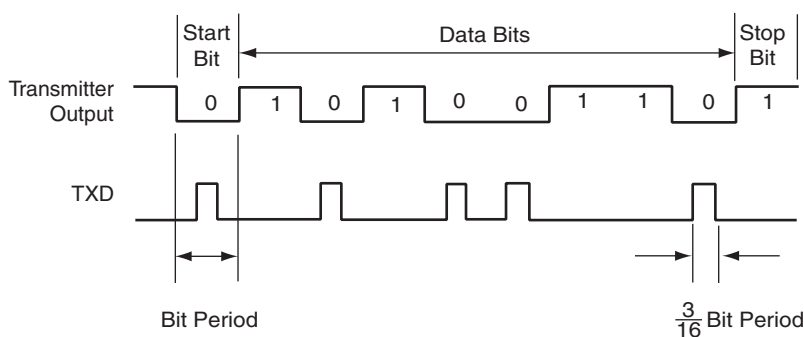 Start
Bit
Data Bits
Stop
Bit
Transmitter
Output
0 1 0 1 0 0 1 1 0 1
TXD
Bit Period
3/16 Bit Period